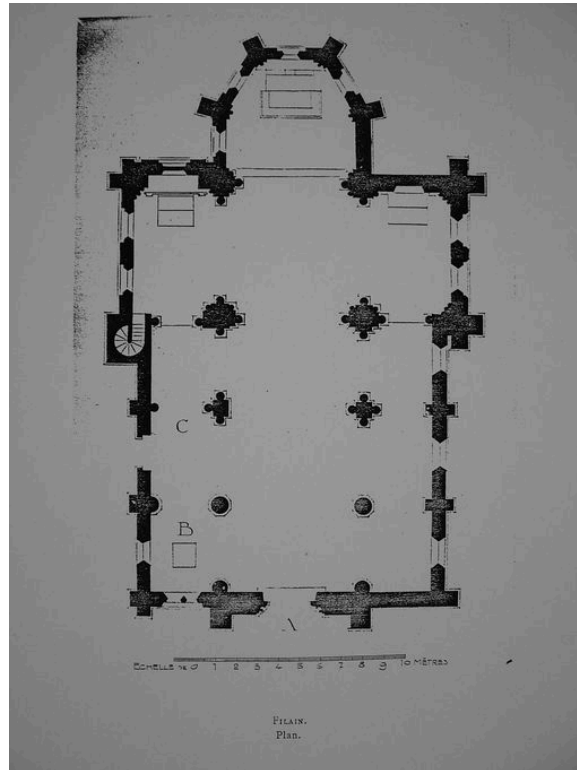 C
B
A
ECHELLE DE 0 1 2 3 4 5 6 7 8 9 10 MÈTRES
FILAIN.
Plan.